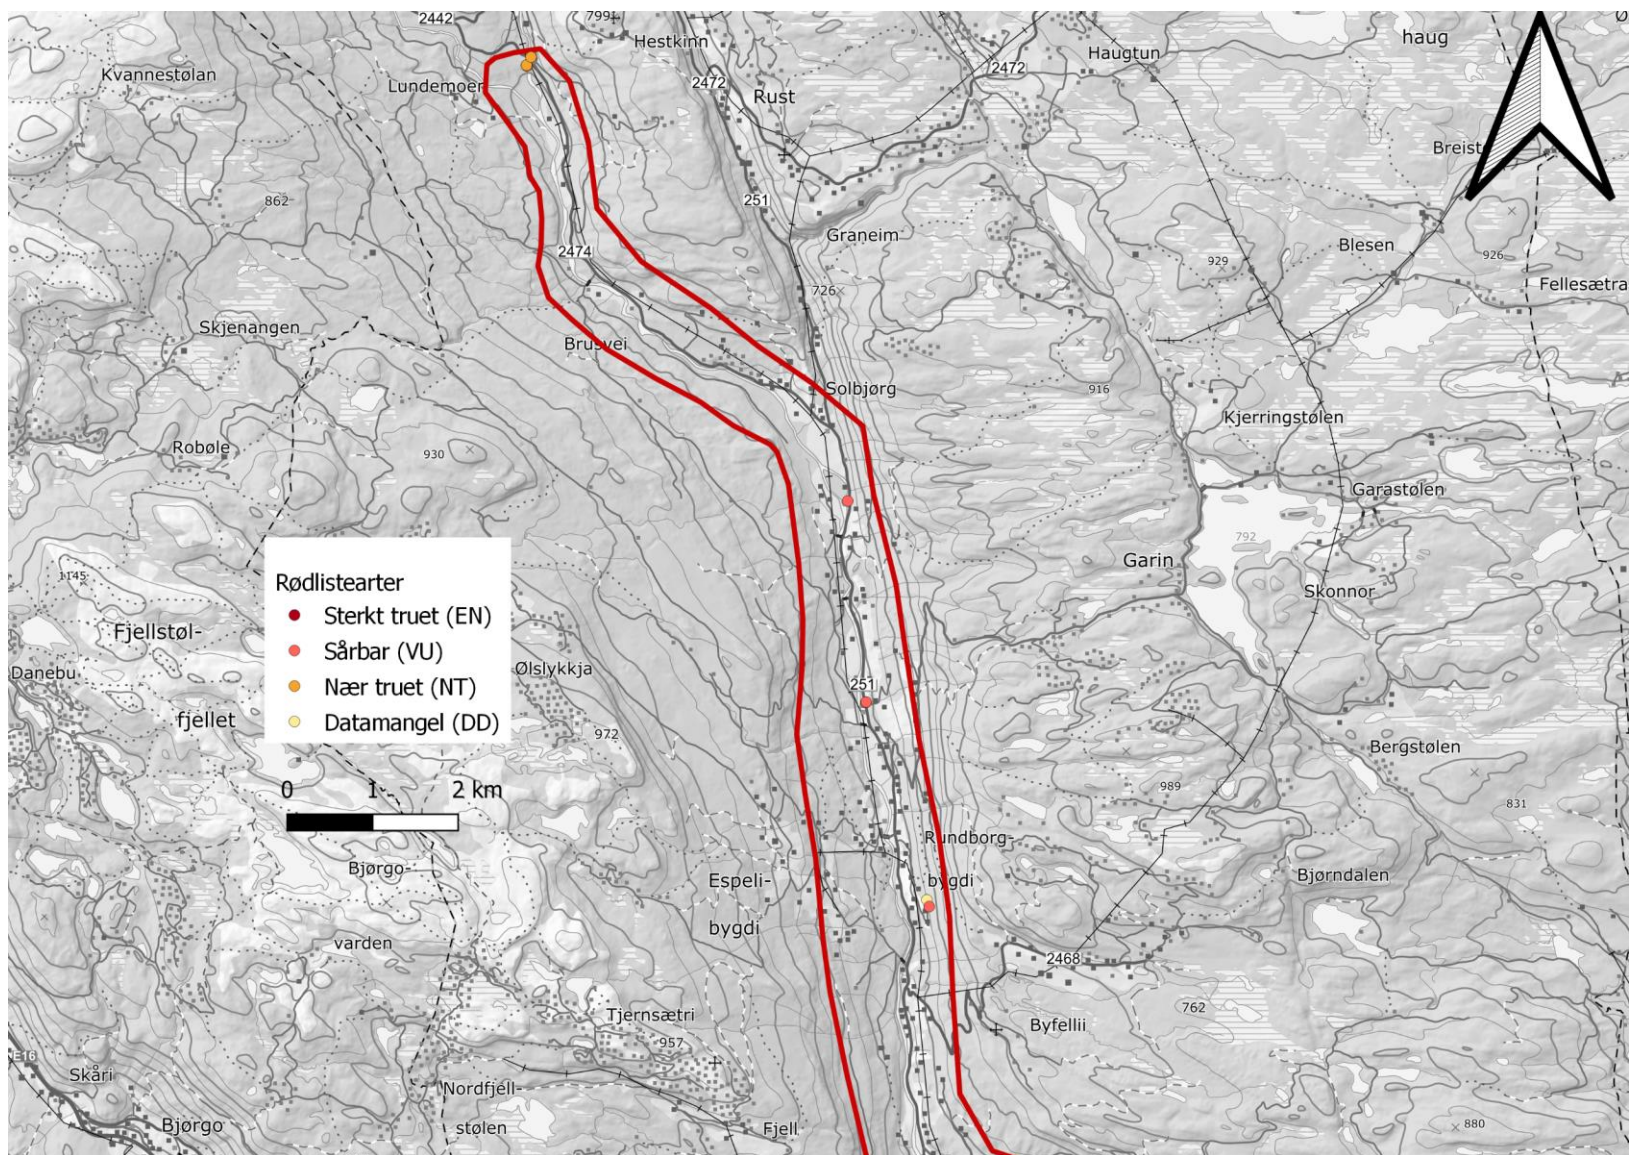 2442
799
Hestkinn
Haugtun
haug
Kvannestølan
Lundemoen
2472
2472
Rust
Breist
862
251
Graneim
2474
929
Blesen
926
Fellesætra
726
Skjenangen
Brusvei
Solbjørg
916
Kjerringstølen
Robøle
930
Garastølen
792
Garin
Skonnor
1145
Fjellstøl-
fjellet
Danebu
Rødlistearter
Sterkt truet (EN)
Sårbar (VU)
Nær truet (NT)
Datamangel (DD)
Ølslykkja
972
251
Bergstølen
989
831
0 1 2 km
Rundborg-
bygdi
Bjørgo-
varden
Espeli-
bygdi
Bjørndalen
2468
762
Tjernsætri
957
Byfellii
E16
Skåri
Bjørgo
Nordfjell-
stølen
Fjell
880